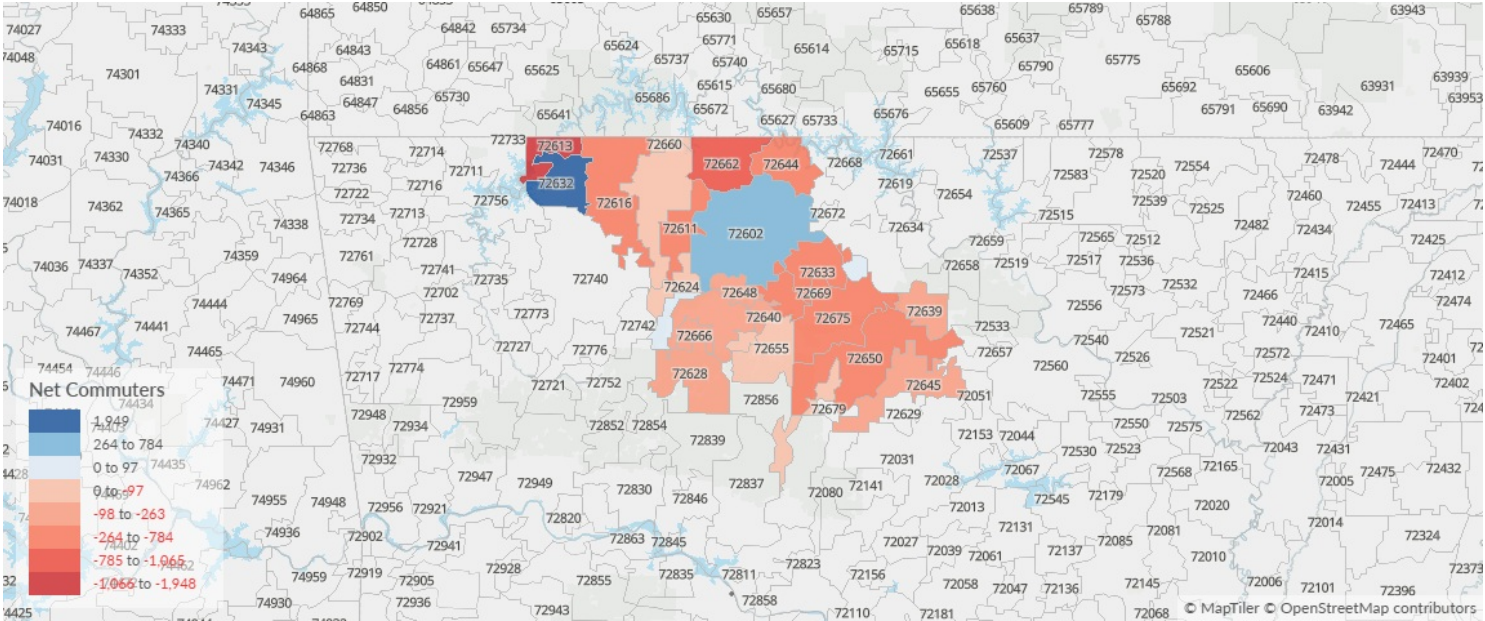 64865 64850 65630 65657 65638 65789 65788 63943
74027 74333 64842 65734
74343 64843 65624 65771 65614 65715 65618 65637
74048 74301 64868 64861 65647 65625 65737 65740 65790 65775 65606 63931 63939
74331 64831 65615 65680 65655 65760 65692
74345 64847 64856 65730 65686 65672 65791 65690 63942 63953
64863 65641 65627 65733 65676 65609 65777
74016 74332 74340 72733 72613 72660
74031 74330 74342 74346 72768 72714 72662 72644 72668 72661 72537 72578 72554 72478 72444 72470
74366 72736 72711 72632 72619 72583 72520
74018 74362 74365 72722 72716 72756 72616 72654 72539 72525 72460 72455 72413
74338 72734 72713 72611 72602 72672 72634 72515 72482 72434
72728 72659 72565 72512 72425
74036 74337 74352 74359 74964 72761 72741 72735 72740 72624 72633 72658 72519 72517 72536 72415 72412
72702 72648 72669 72573 72532 72466 72474
74444 74965 72769 72737 72773 72640 72675 72639 72556
74467 74441 72744 72742 72666 72533 72521 72440 72410 72465
74465 72727 72776 72655 72650 72657 72540 72526 72572 72401
74454 74446 72717 72774 72628 72560 72524
Net Commuters
74471 74960 72721 72752 72645 72051 72522 72471 72402
74434 72959 72856 72555 72503 72421
1,949
74427 74931 72948 72934 72852 72854 72679 72629 72550 72575 72562 72473
264 to 784
72839 72153 72044 72530 72523 72043 72431
74435 72932 72031
0 to 97
74962 72947 72949 72830 72846 72837 72080 72141 72028 72067 72568 72165 72005 72475 72432
0 to -97
74955 74948 72956 72921 72545 72179
-98 to -263
72820 72013 72131 72020 72014
74936 72902 72941 72863 72845 72027 72039 72061 72137 72085 72081 72010 72324
-264 to -784
74402
-785 to -1,065
74959 72919 72905 72928 72855 72835 72811 72823 72156 72058 72047 72136 72145 72006 72101 72396 72373
-1,066 to -1,948
74930 72936 72943 72858 72110 72181 72068
74425
© MapTiler © OpenStreetMap contributors